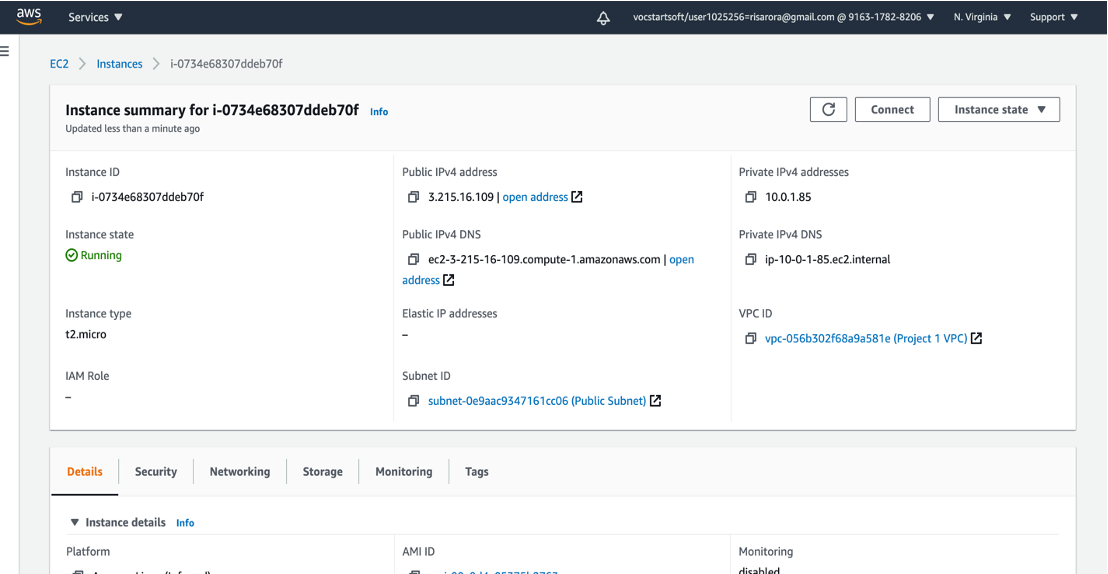 aws
Services ▼
vocstartsoft/user1025256=risarora@gmail.com @ 9163-1782-8206 ▼
N. Virginia ▼
Support ▼
EC2 > Instances > i-0734e68307ddeb70f
Instance summary for i-0734e68307ddeb70f Info
Updated less than a minute ago
Connect
Instance state ▼
Instance ID
i-0734e68307ddeb70f
Public IPv4 address
3.215.16.109 | open address
Private IPv4 addresses
10.0.1.85
Instance state
Running
Public IPv4 DNS
ec2-3-215-16-109.compute-1.amazonaws.com | open
address
Private IPv4 DNS
ip-10-0-1-85.ec2.internal
Instance type
t2.micro
Elastic IP addresses
–
VPC ID
vpc-056b302f68a9a581e (Project 1 VPC)
IAM Role
–
Subnet ID
subnet-0e9aac9347161cc06 (Public Subnet)
Details
Security
Networking
Storage
Monitoring
Tags
▼ Instance details Info
Platform
AMI ID
Monitoring
disabled